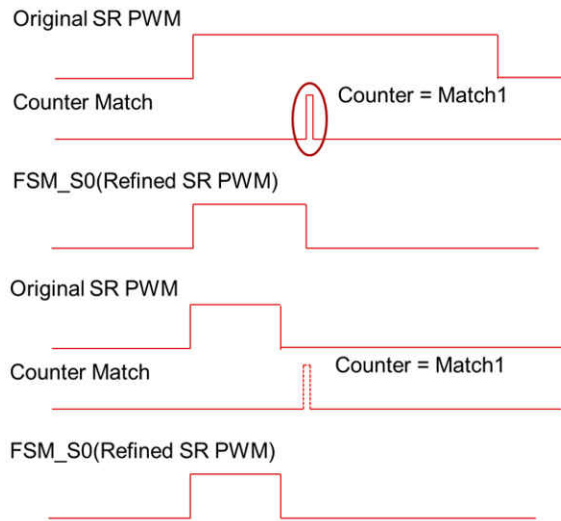 Original SR PWM
Counter Match
Counter = Match1
FSM_S0(Refined SR PWM)
Original SR PWM
Counter Match
Counter = Match1
FSM_S0(Refined SR PWM)